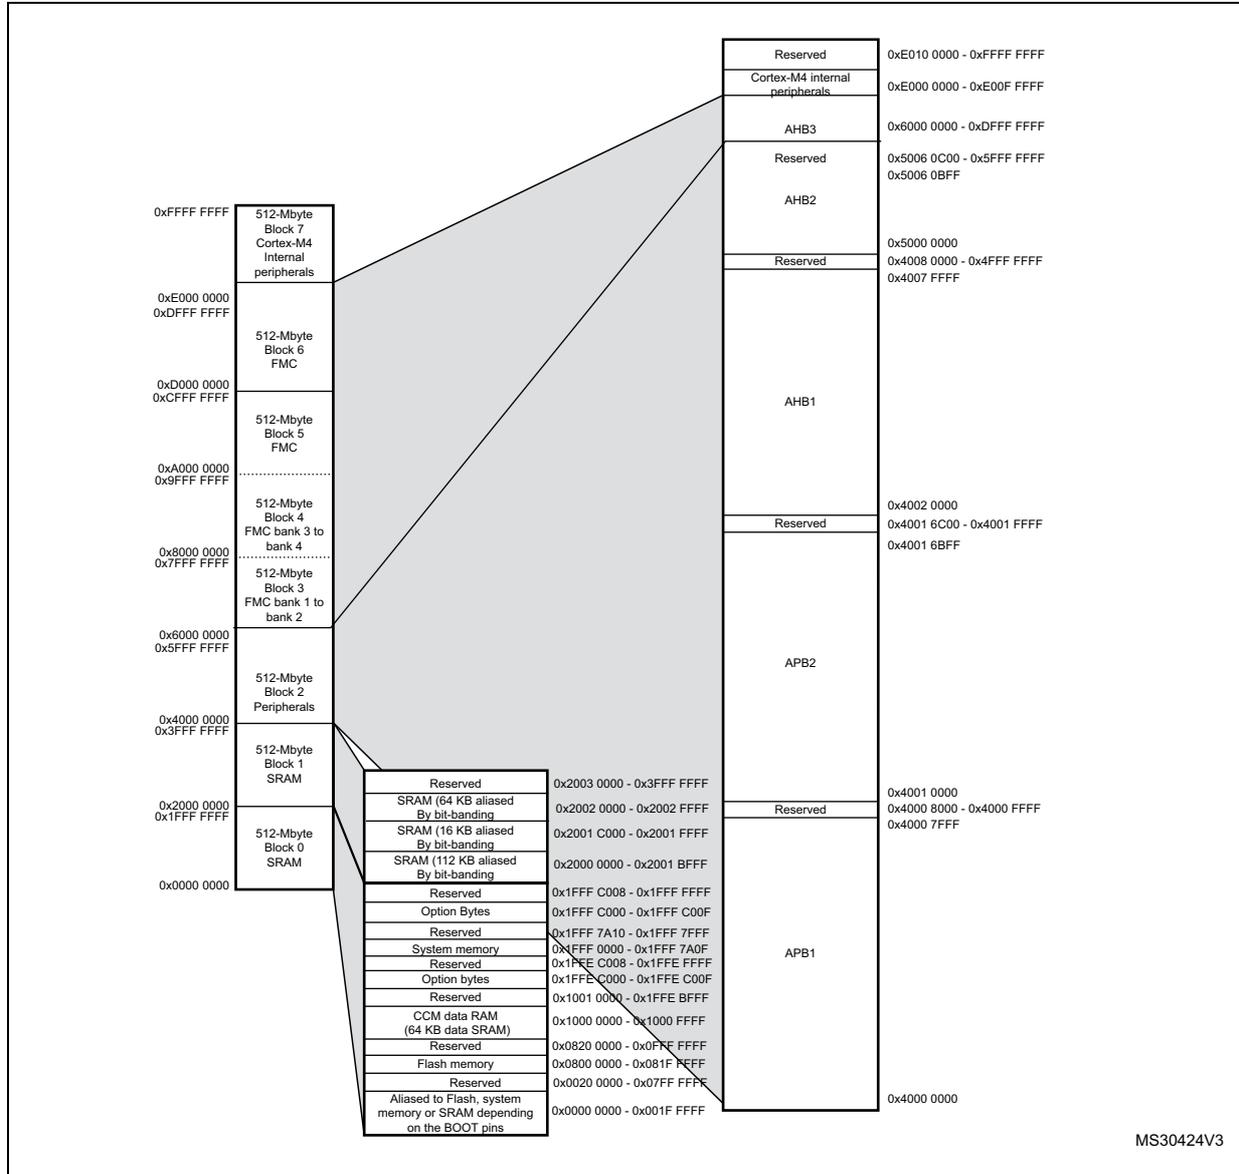 0xFFFF FFFF
512-Mbyte
Block 7
Cortex-M4
Internal
peripherals
0xE000 0000
0xDFFF FFFF
512-Mbyte
Block 6
FMC
0xD000 0000
0xCFFF FFFF
512-Mbyte
Block 5
FMC
0xA000 0000
0x9FFF FFFF
512-Mbyte
Block 4
FMC bank 3 to
bank 4
0x8000 0000
0x7FFF FFFF
512-Mbyte
Block 3
FMC bank 1 to
bank 2
0x6000 0000
0x5FFF FFFF
512-Mbyte
Block 2
Peripherals
0x4000 0000
0x3FFF FFFF
512-Mbyte
Block 1
SRAM
0x2000 0000
0x1FFF FFFF
512-Mbyte
Block 0
SRAM
0x0000 0000
Reserved 0x2003 0000 - 0x3FFF FFFF
SRAM (64 KB aliased
By bit-banding
0x2002 0000 - 0x2002 FFFF
SRAM (16 KB aliased
By bit-banding
0x2001 C000 - 0x2001 FFFF
SRAM (112 KB aliased
By bit-banding
0x2000 0000 - 0x2001 BFFF
Reserved 0x1FFF C008 - 0x1FFF FFFF
Option Bytes 0x1FFF C000 - 0x1FFF C00F
Reserved 0x1FFF 7A10 - 0x1FFF 7FFF
System memory 0x1FFF 0000 - 0x1FFF 7A0F
Reserved 0x1FFE C008 - 0x1FFE FFFF
Option bytes 0x1FFE C000 - 0x1FFE C00F
Reserved 0x1001 0000 - 0x1FFE BFFF
CCM data RAM
(64 KB data SRAM)
0x1000 0000 - 0x1000 FFFF
Reserved 0x0820 0000 - 0x0FFF FFFF
Flash memory 0x0800 0000 - 0x081F FFFF
Reserved 0x0020 0000 - 0x07FF FFFF
Aliased to Flash, system
memory or SRAM depending
on the BOOT pins
0x0000 0000 - 0x001F FFFF
Reserved 0xE010 0000 - 0xFFFF FFFF
Cortex-M4 internal
peripherals
0xE000 0000 - 0xE00F FFFF
AHB3 0x6000 0000 - 0xDFFF FFFF
Reserved 0x5006 0C00 - 0x5FFF FFFF
0x5006 0BFF
AHB2
0x5000 0000
Reserved 0x4008 0000 - 0x4FFF FFFF
0x4007 FFFF
AHB1
0x4002 0000
Reserved 0x4001 6C00 - 0x4001 FFFF
0x4001 6BFF
APB2
0x4001 0000
Reserved 0x4000 8000 - 0x4000 FFFF
0x4000 7FFF
APB1
0x4000 0000
MS30424V3